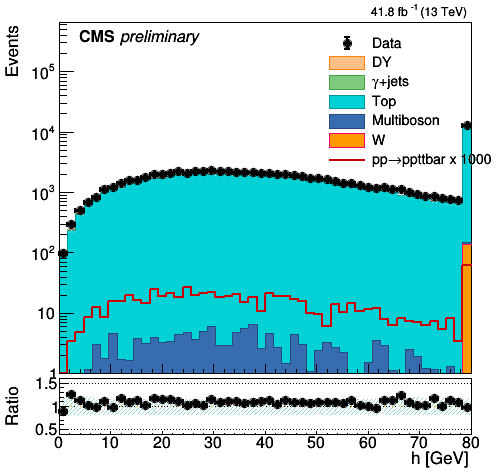 41.8 fb⁻¹ (13 TeV)
CMS preliminary
Events
Data
DY
γ+jets
Top
Multiboson
W
pp→ppttbar x 1000
10⁵
10⁴
10³
10²
10
1
Ratio
1.5
1
0.5
0 10 20 30 40 50 60 70 80
h [GeV]